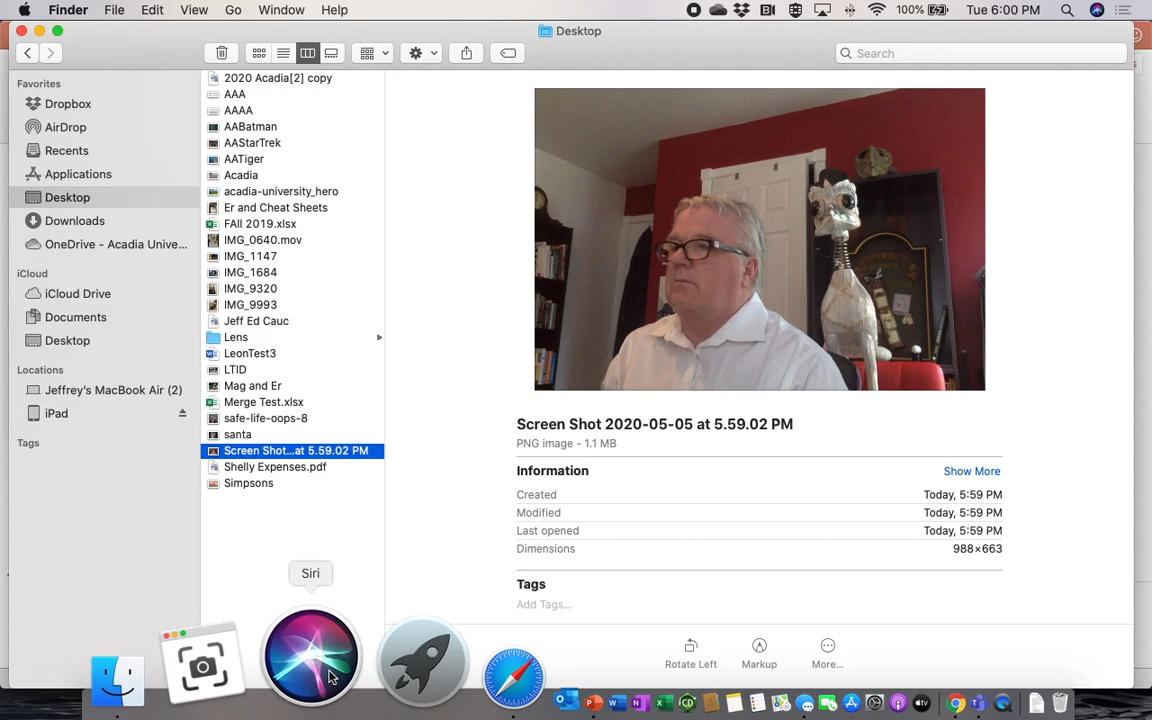 Finder File Edit View Go Window Help 100% Tue 6:00 PM
Desktop
Search
Favorites
Dropbox
AirDrop
Recents
Applications
Desktop
Downloads
OneDrive - Acadia Unive...
iCloud
iCloud Drive
Documents
Desktop
Locations
Jeffrey's MacBook Air (2)
iPad
Tags
2020 Acadia[2] copy
AAA
AAAA
AABatman
AAStarTrek
AATiger
Acadia
acadia-university_hero
Er and Cheat Sheets
FAll 2019.xlsx
IMG_0640.mov
IMG_1147
IMG_1684
IMG_9320
IMG_9993
Jeff Ed Cauc
Lens
LeonTest3
LTID
Mag and Er
Merge Test.xlsx
safe-life-oops-8
santa
Screen Shot...at 5.59.02 PM
Shelly Expenses.pdf
Simpsons
Screen Shot 2020-05-05 at 5.59.02 PM
PNG image - 1.1 MB
Information Show More
Created Today, 5:59 PM
Modified Today, 5:59 PM
Last opened Today, 5:59 PM
Dimensions 988×663
Tags
Add Tags...
Rotate Left Markup More...
Siri